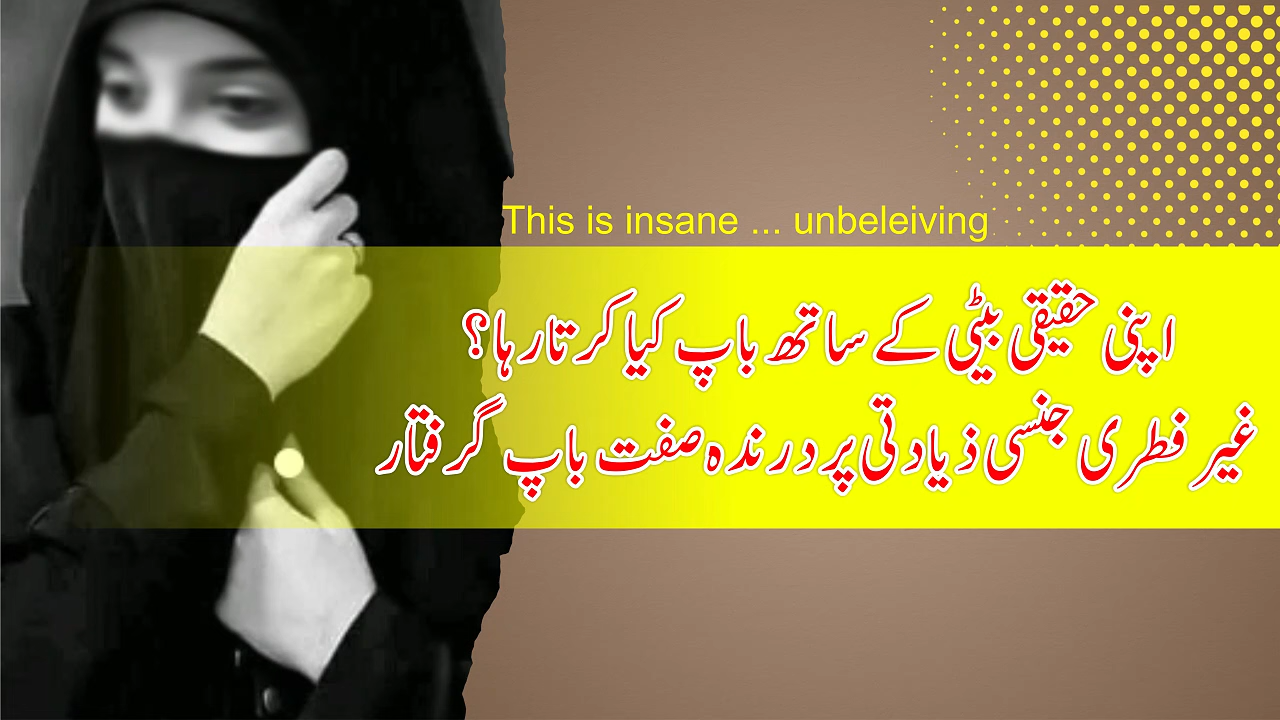 This is insane ... unbeleiving
اپنی حقیقی بیٹی کے ساتھ باپ کیا کرتا رہا؟
غیر فطری جنسی ذیادتی پر درندہ صفت باپ گرفتار